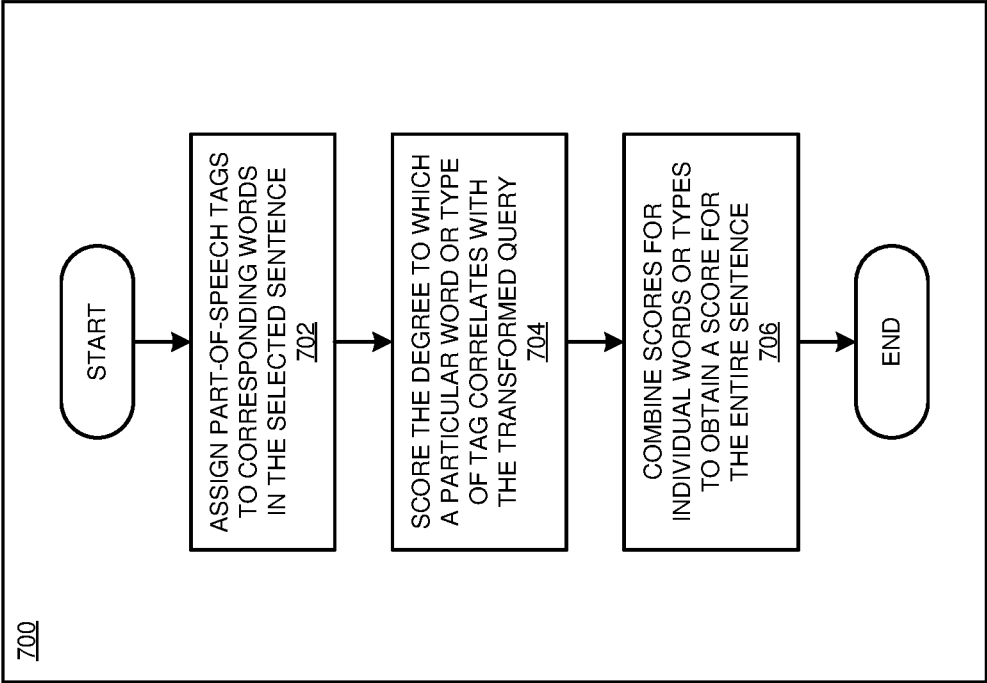 700
START
ASSIGN PART-OF-SPEECH TAGS
TO CORRESPONDING WORDS
IN THE SELECTED SENTENCE
702
SCORE THE DEGREE TO WHICH
A PARTICULAR WORD OR TYPE
OF TAG CORRELATES WITH
THE TRANSFORMED QUERY
704
COMBINE SCORES FOR
INDIVIDUAL WORDS OR TYPES
TO OBTAIN A SCORE FOR
THE ENTIRE SENTENCE
706
END